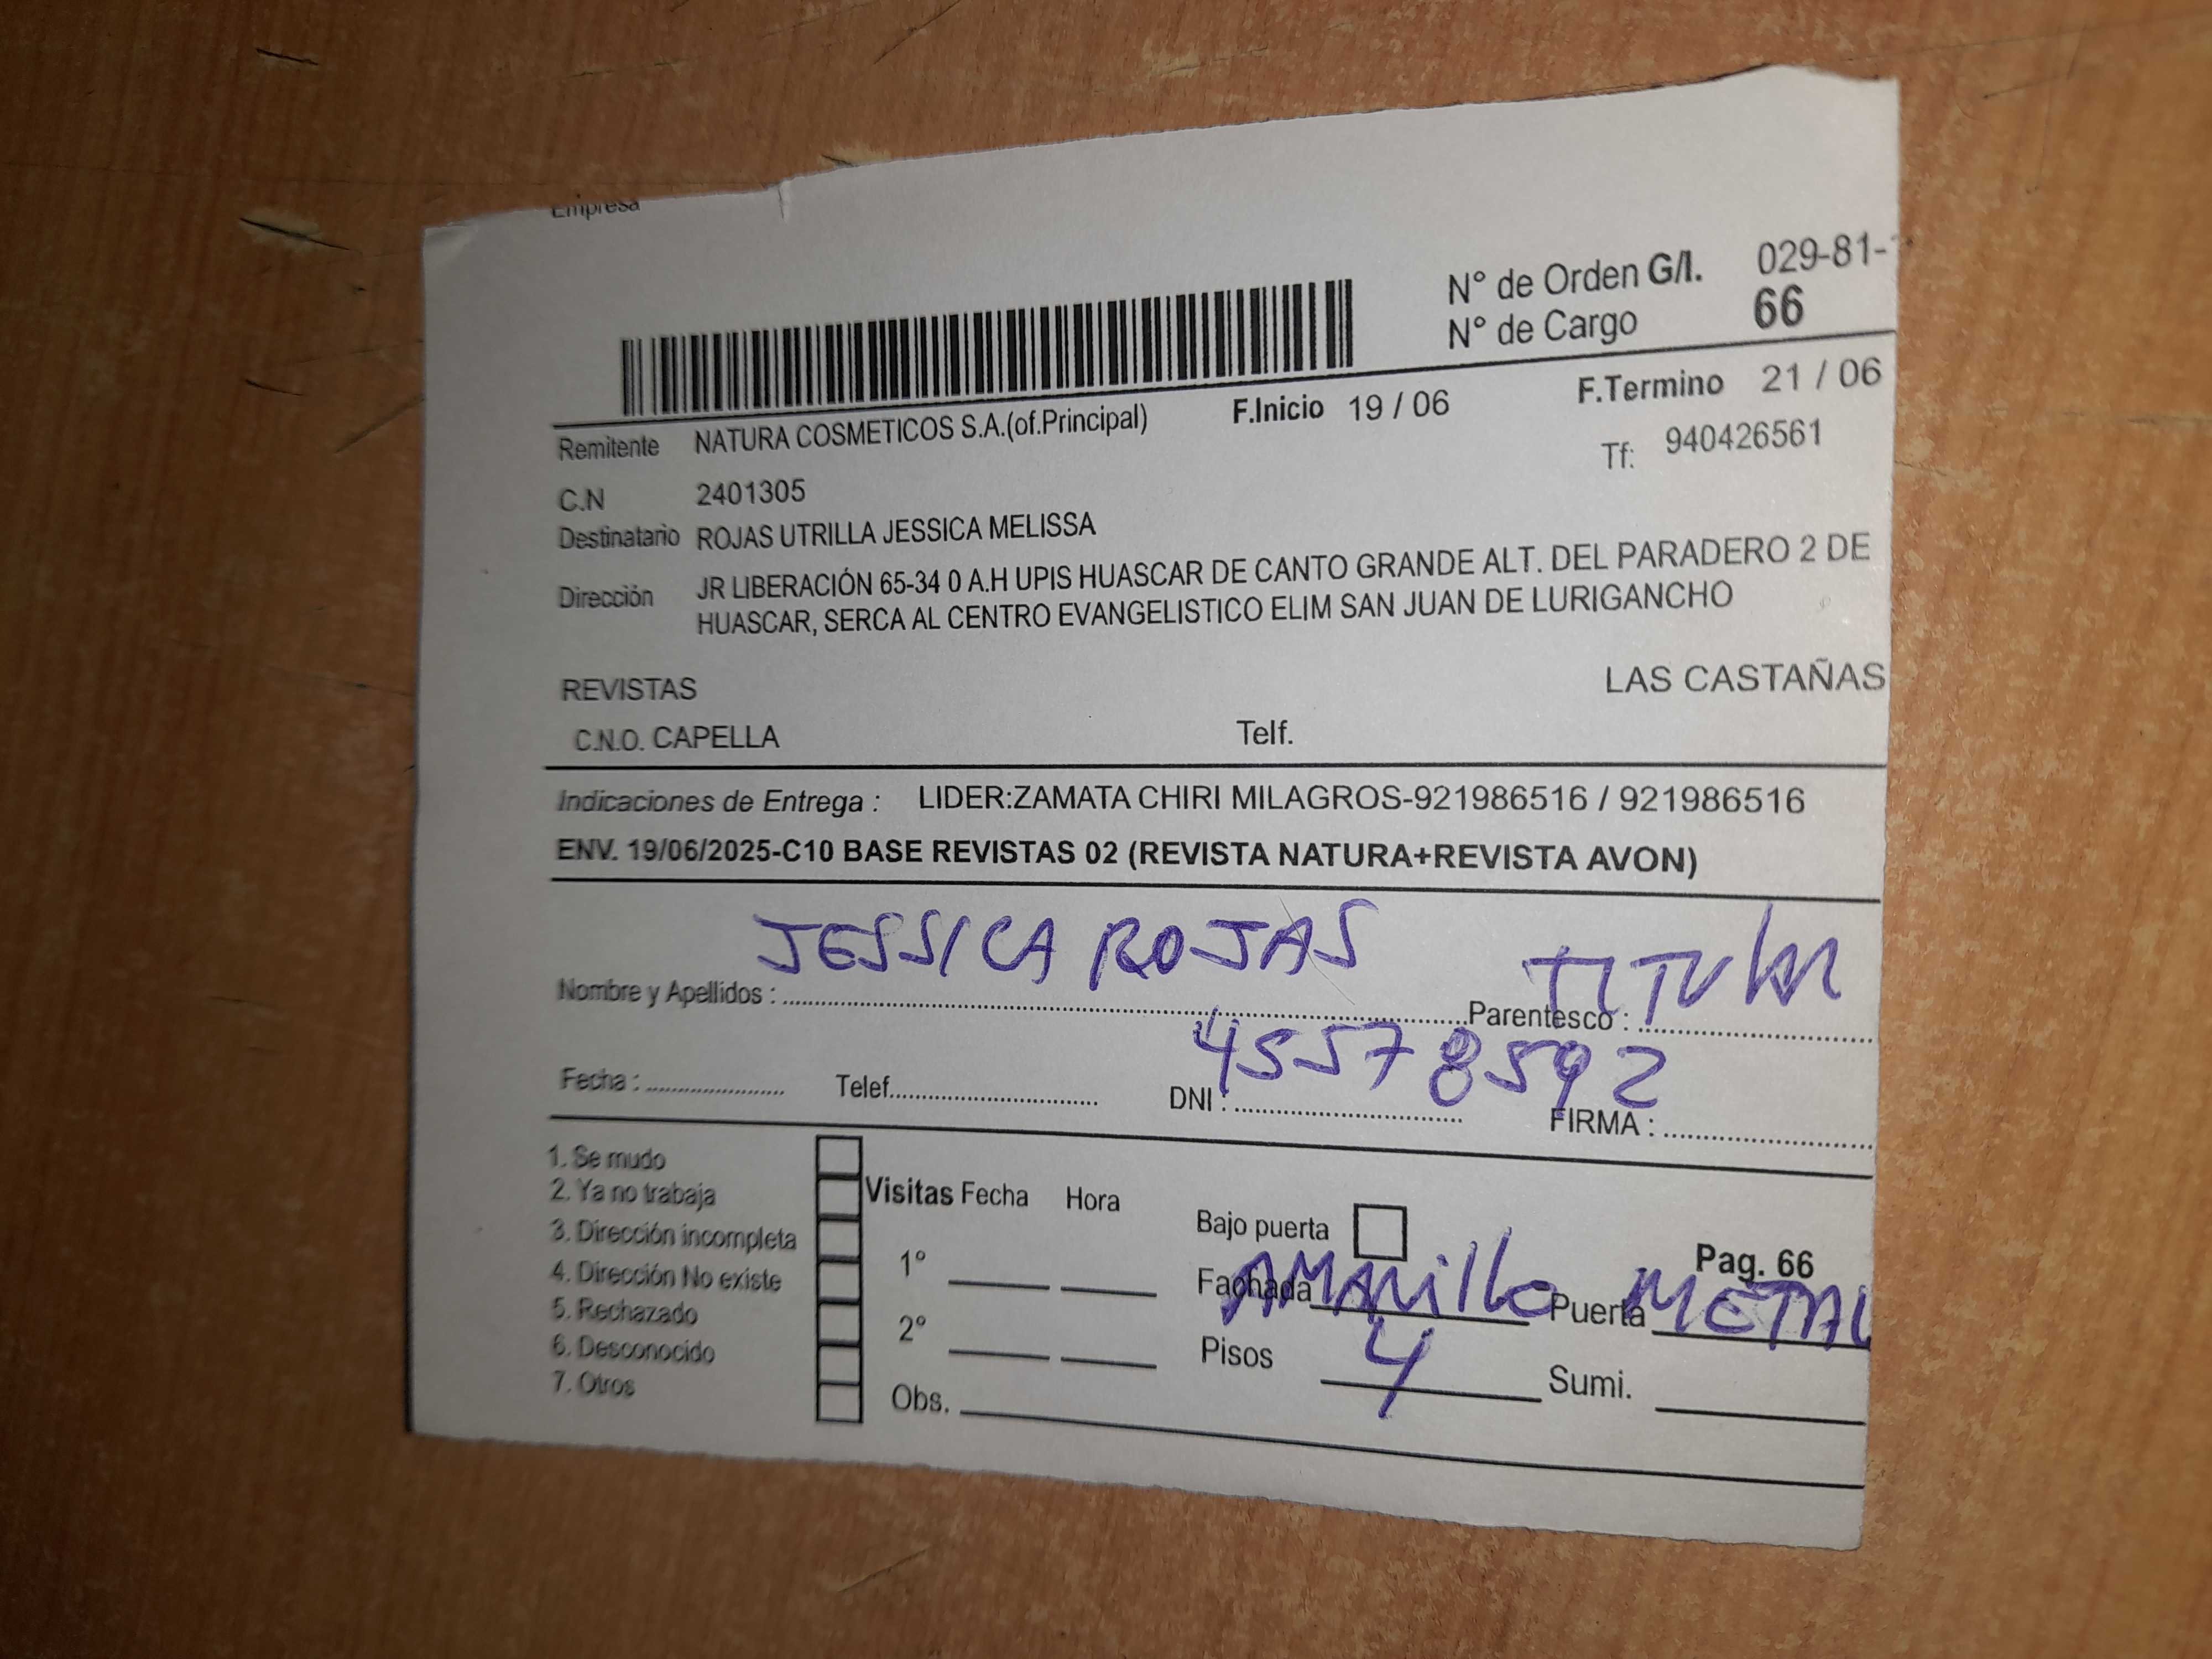 Empresa
N° de Orden G/I. 029-81-
N° de Cargo 66
F.Inicio 19 / 06 F.Termino 21 / 06
Remitente NATURA COSMETICOS S.A.(of.Principal)
Tf: 940426561
C.N 2401305
Destinatario ROJAS UTRILLA JESSICA MELISSA
Dirección JR LIBERACIÓN 65-34 0 A.H UPIS HUASCAR DE CANTO GRANDE ALT. DEL PARADERO 2 DE
HUASCAR, SERCA AL CENTRO EVANGELISTICO ELIM SAN JUAN DE LURIGANCHO
REVISTAS LAS CASTAÑAS
C.N.O. CAPELLA Telf.
Indicaciones de Entrega : LIDER:ZAMATA CHIRI MILAGROS-921986516 / 921986516
ENV. 19/06/2025-C10 BASE REVISTAS 02 (REVISTA NATURA+REVISTA AVON)
Nombre y Apellidos : JESSICA ROJAS Parentesco : TITULAR
Fecha : Telef. DNI : 45578592 FIRMA :
1. Se mudo
2. Ya no trabaja
3. Dirección incompleta
4. Dirección No existe
5. Rechazado
6. Desconocido
7. Otros
Visitas Fecha Hora
1°
2°
Obs.
Bajo puerta
Pag. 66
Fachada AMARillo Puerta METAL
Pisos 4 Sumi.